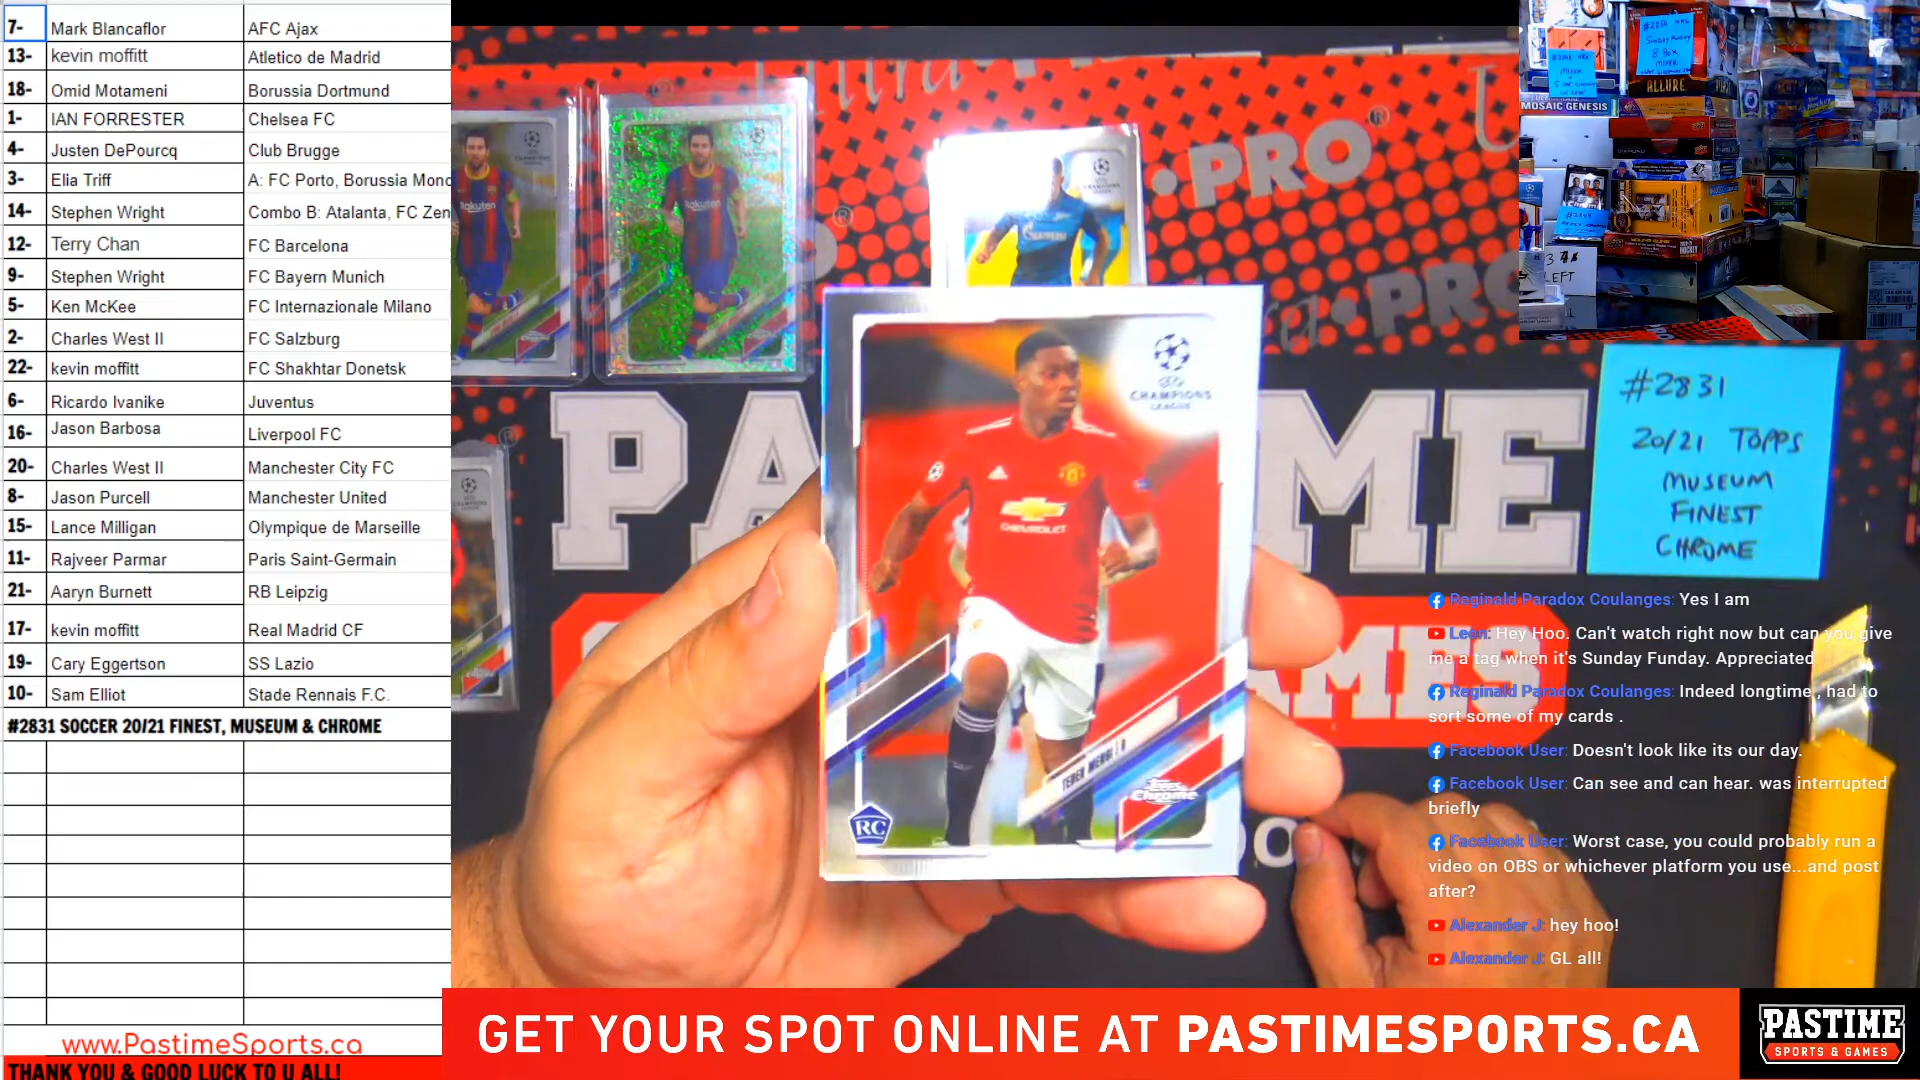 7- Mark Blancaflor AFC Ajax
13- kevin moffitt Atletico de Madrid
18- Omid Motameni Borussia Dortmund
1- IAN FORRESTER Chelsea FC
4- Justen DePourcq Club Brugge
3- Elia Triff A: FC Porto, Borussia Monc
14- Stephen Wright Combo B: Atalanta, FC Zen
12- Terry Chan FC Barcelona
9- Stephen Wright FC Bayern Munich
5- Ken McKee FC Internazionale Milano
2- Charles West II FC Salzburg
22- kevin moffitt FC Shakhtar Donetsk
6- Ricardo Ivanike Juventus
16- Jason Barbosa Liverpool FC
20- Charles West II Manchester City FC
8- Jason Purcell Manchester United
15- Lance Milligan Olympique de Marseille
11- Rajveer Parmar Paris Saint-Germain
21- Aaryn Burnett RB Leipzig
17- kevin moffitt Real Madrid CF
19- Cary Eggertson SS Lazio
10- Sam Elliot Stade Rennais F.C.
#2831 SOCCER 20/21 FINEST, MUSEUM & CHROME
www.PastimeSports.ca
THANK YOU & GOOD LUCK TO U ALL!
PRO
PRO
Rakuten
CHAMPIONS
LEAGUE
CHEVROLET
Topps
Chrome
RC
MOSAIC GENESIS
ALLURE
LEFT
#2831
20/21 TOPPS
MUSEUM
FINEST
CHROME
Reginald Paradox Coulanges: Yes I am
Leon: Hey Hoo. Can't watch right now but can you give
me a tag when it's Sunday Funday. Appreciated
Reginald Paradox Coulanges: Indeed longtime , had to
sort some of my cards .
Facebook User: Doesn't look like its our day.
Facebook User: Can see and can hear. was interrupted
briefly
Facebook User: Worst case, you could probably run a
video on OBS or whichever platform you use...and post
after?
Alexander J: hey hoo!
Alexander J: GL all!
GET YOUR SPOT ONLINE AT PASTIMESPORTS.CA
PASTIME
SPORTS & GAMES